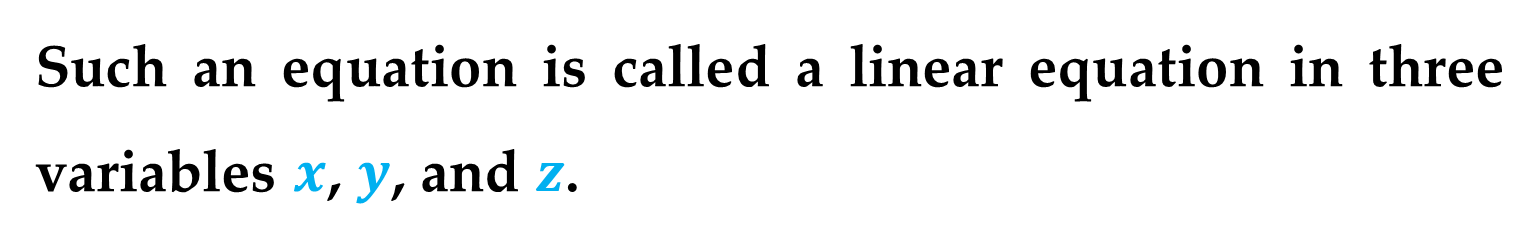 Such an equation is called a linear equation in three
variables x, y, and z.